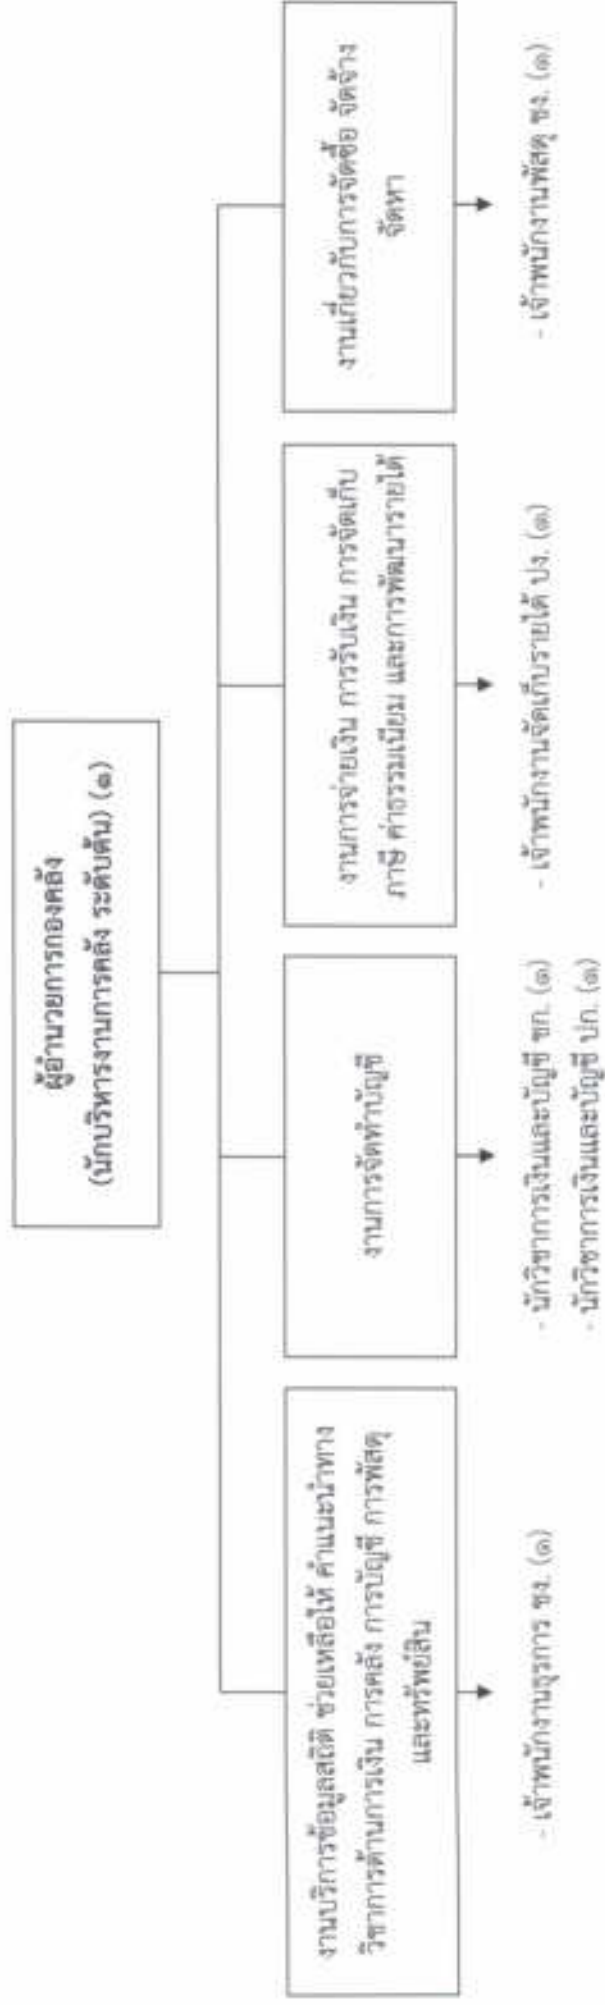 ผู้อำนวยการกองคลัง
(นักบริหารงานการคลัง ระดับต้น) (๑)
งานบริการข้อมูลสถิติ ช่วยเหลือให้ คำแนะนำทาง
วิชาการด้านการเงิน การคลัง การบัญชี การพัสดุ
และทรัพย์สิน
- เจ้าพนักงานธุรการ ชง. (๑)
งานการจัดทำบัญชี
- นักวิชาการเงินและบัญชี ชก. (๑)
- นักวิชาการเงินและบัญชี ปก. (๑)
งานการจ่ายเงิน การรับเงิน การจัดเก็บ
ภาษี ค่าธรรมเนียม และการพัฒนารายได้
- เจ้าพนักงานจัดเก็บรายได้ ปง. (๑)
งานเกี่ยวกับการจัดซื้อ จัดจ้าง
จัดหา
- เจ้าพนักงานพัสดุ ชง. (๑)